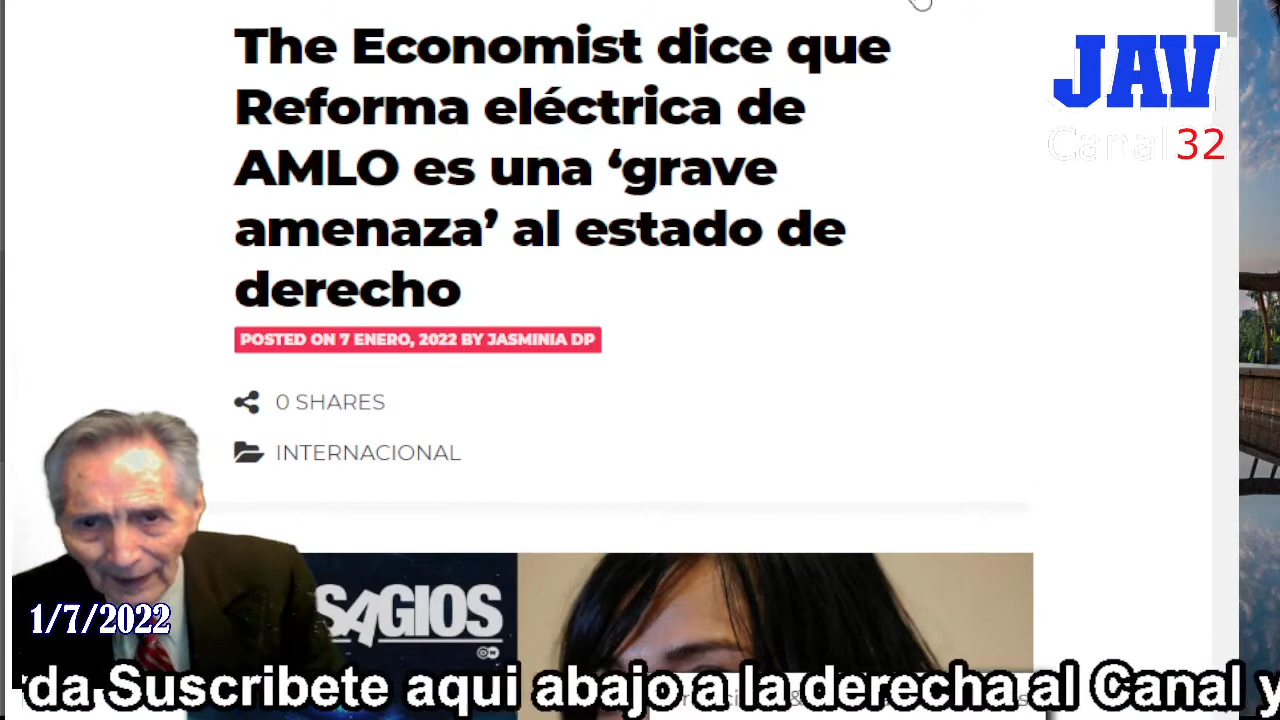 The Economist dice que
Reforma eléctrica de
AMLO es una ‘grave
amenaza’ al estado de
derecho
POSTED ON 7 ENERO, 2022 BY JASMINIA DP
0 SHARES
INTERNACIONAL
JAV
Canal 32
SAGIOS
DW
1/7/2022
da Suscribete aqui abajo a la derecha al Canal y